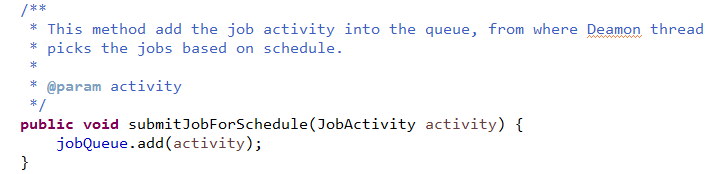 /**
 * This method add the job activity into the queue, from where Deamon thread
 * picks the jobs based on schedule.
 *
 * @param activity
 */
public void submitJobForSchedule(JobActivity activity) {
    jobQueue.add(activity);
}